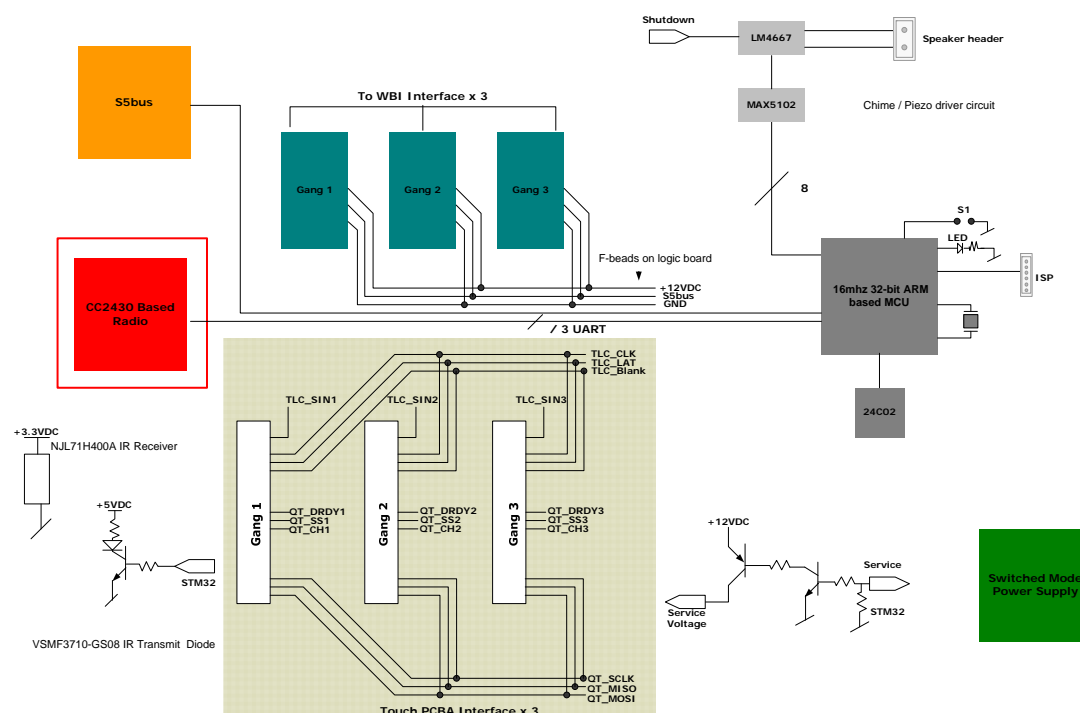 Shutdown
LM4667
Speaker header
S5bus
To WBI Interface x 3
MAX5102
Chime / Piezo driver circuit
Gang 1
Gang 2
Gang 3
8
S1
LED
F-beads on logic board
ISP
+12VDC
S5bus
GND
16mhz 32-bit ARM
based MCU
CC2430 Based
Radio
/ 3 UART
TLC_CLK
TLC_LAT
TLC_Blank
TLC_SIN1
TLC_SIN2
TLC_SIN3
24C02
+3.3VDC
NJL71H400A IR Receiver
+5VDC
Gang 1
Gang 2
Gang 3
QT_DRDY1
QT_SS1
QT_CH1
QT_DRDY2
QT_SS2
QT_CH2
QT_DRDY3
QT_SS3
QT_CH3
+12VDC
STM32
Service
Switched Mode
Power Supply
Service
Voltage
STM32
VSMF3710-GS08 IR Transmit Diode
QT_SCLK
QT_MISO
QT_MOSI
Touch PCBA Interface x 3